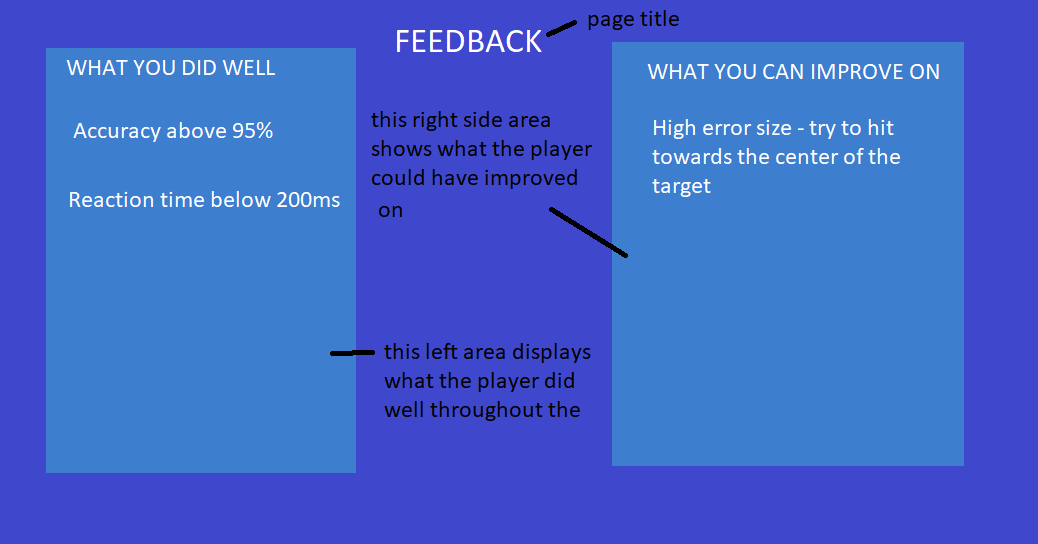 page title
FEEDBACK
WHAT YOU DID WELL
Accuracy above 95%
Reaction time below 200ms
this right side area
shows what the player
could have improved
on
this left area displays
what the player did
well throughout the
WHAT YOU CAN IMPROVE ON
High error size - try to hit
towards the center of the
target